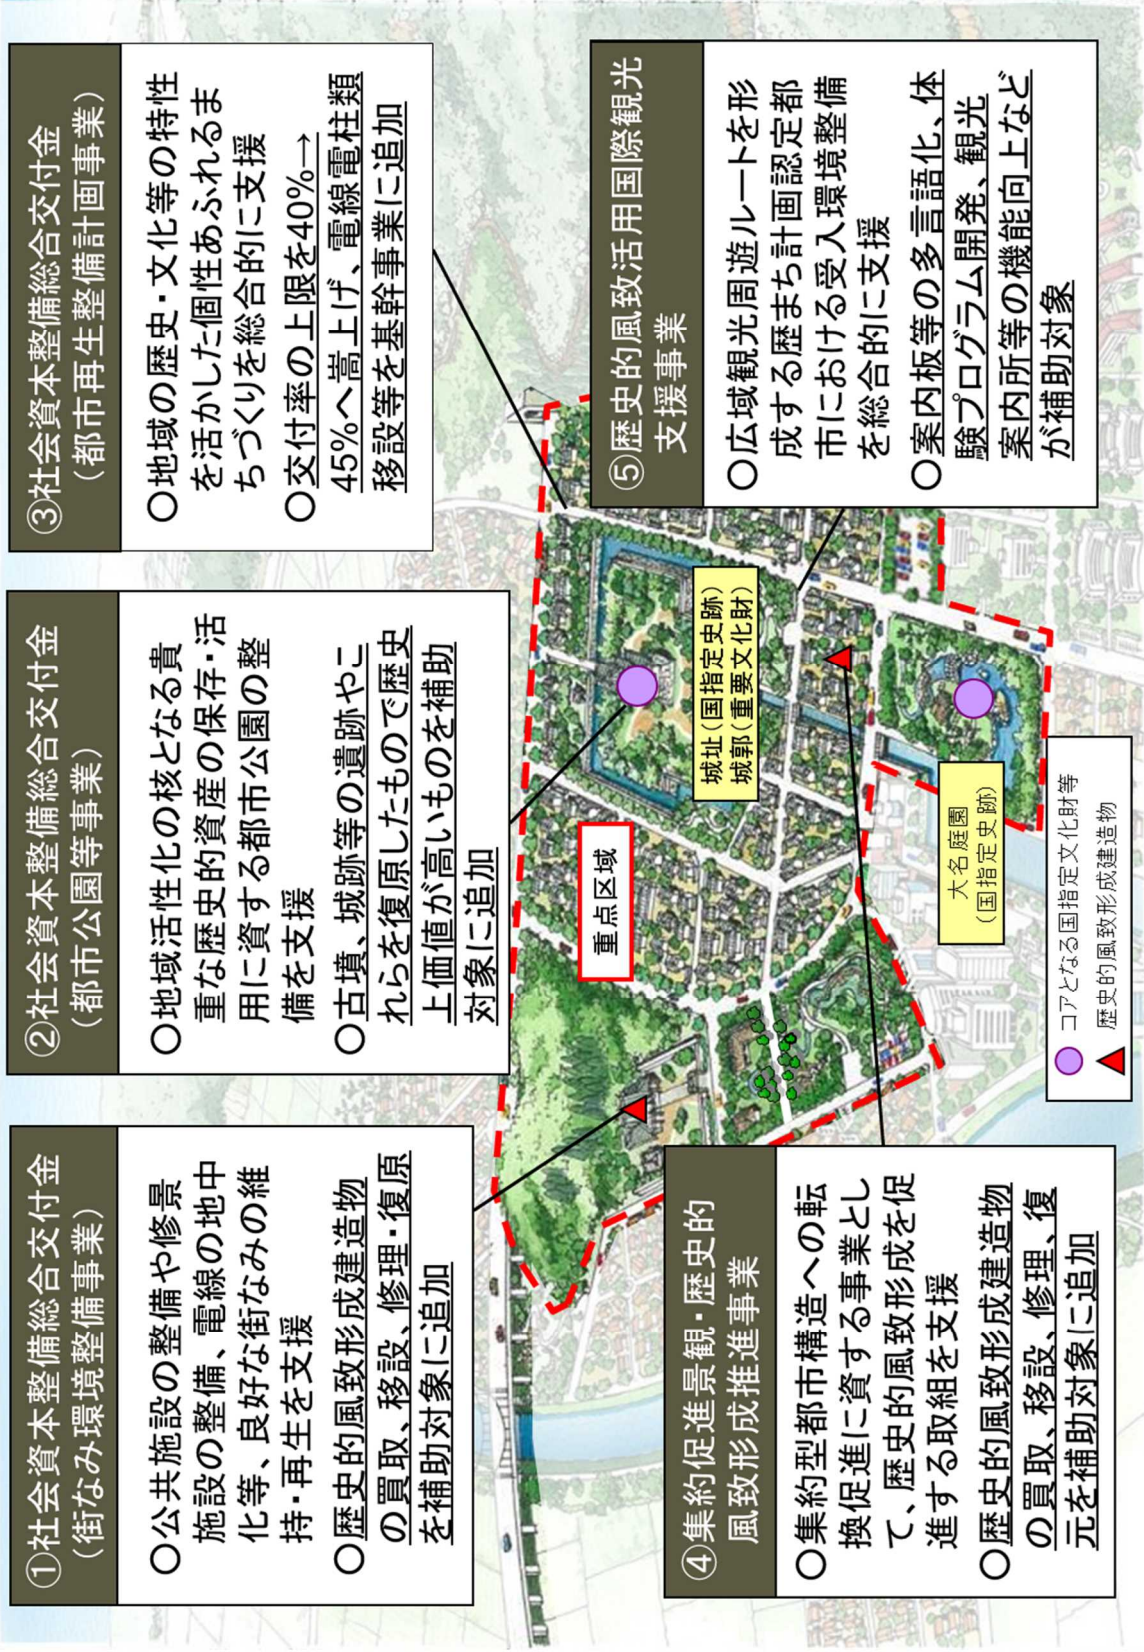 ①社会資本整備総合交付金
（街なみ環境整備事業）
〇公共施設の整備や修景
施設の整備、電線の地中
化等、良好な街なみの維
持・再生を支援
〇歴史的風致形成建造物
の買取、移設、修理・復原
を補助対象に追加
②社会資本整備総合交付金
（都市公園等事業）
〇地域活性化の核となる貴
重な歴史的資産の保存・活
用に資する都市公園の整
備を支援
〇古墳、城跡等の遺跡やこ
れらを復原したもので歴史
上価値が高いものを補助
対象に追加
③社会資本整備総合交付金
（都市再生整備計画事業）
〇地域の歴史・文化等の特性
を活かした個性あふれるま
ちづくりを総合的に支援
〇交付率の上限を40%→
45%へ嵩上げ、電線電柱類
移設等を基幹事業に追加
④集約促進景観・歴史的
風致形成推進事業
〇集約型都市構造への転
換促進に資する事業とし
て、歴史的風致形成を促
進する取組を支援
〇歴史的風致形成建造物
の買取、移設、修理、復
元を補助対象に追加
⑤歴史的風致活用国際観光
支援事業
〇広域観光周遊ルートを形
成する歴まち計画認定都
市における受入環境整備
を総合的に支援
〇案内板等の多言語化、体
験プログラム開発、観光
案内所等の機能向上など
が補助対象
重点区域
城址（国指定史跡）
城郭（重要文化財）
大名庭園
（国指定史跡）
コアとなる国指定文化財等
歴史的風致形成建造物